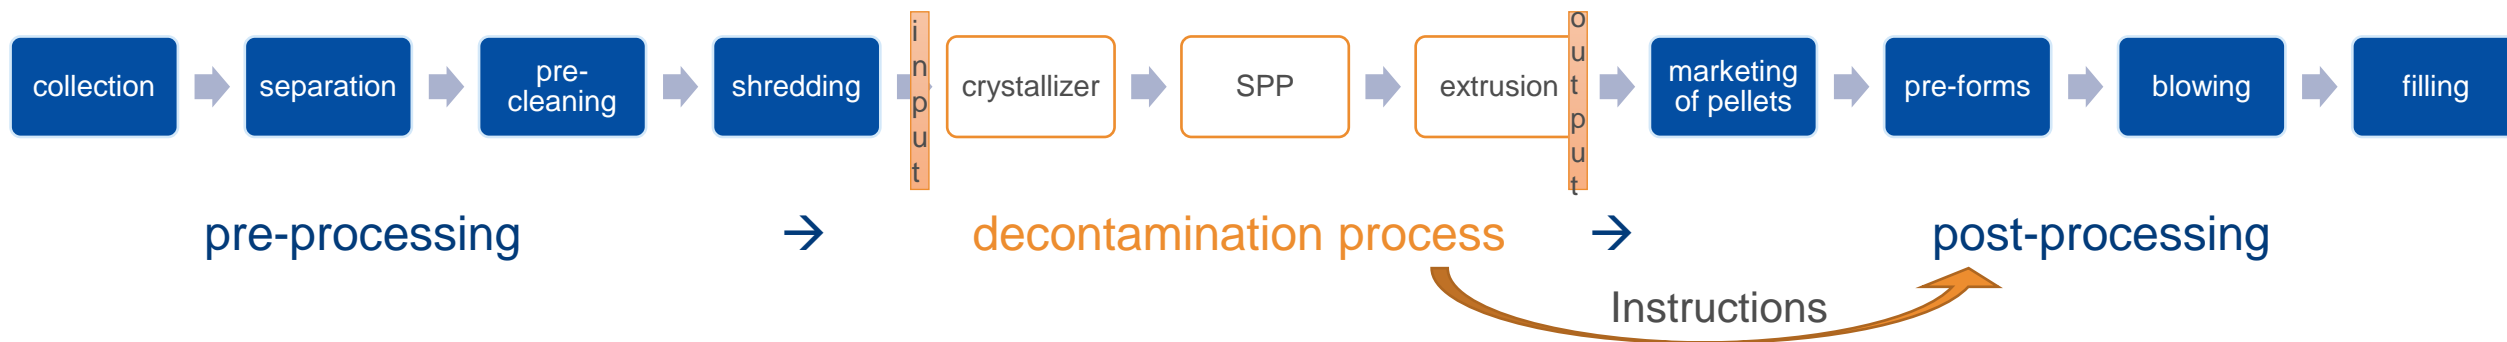 collection
separation
pre-
cleaning
shredding
input
crystallizer
SPP
extrusion
output
marketing
of pellets
pre-forms
blowing
filling
pre-processing → decontamination process → post-processing
Instructions